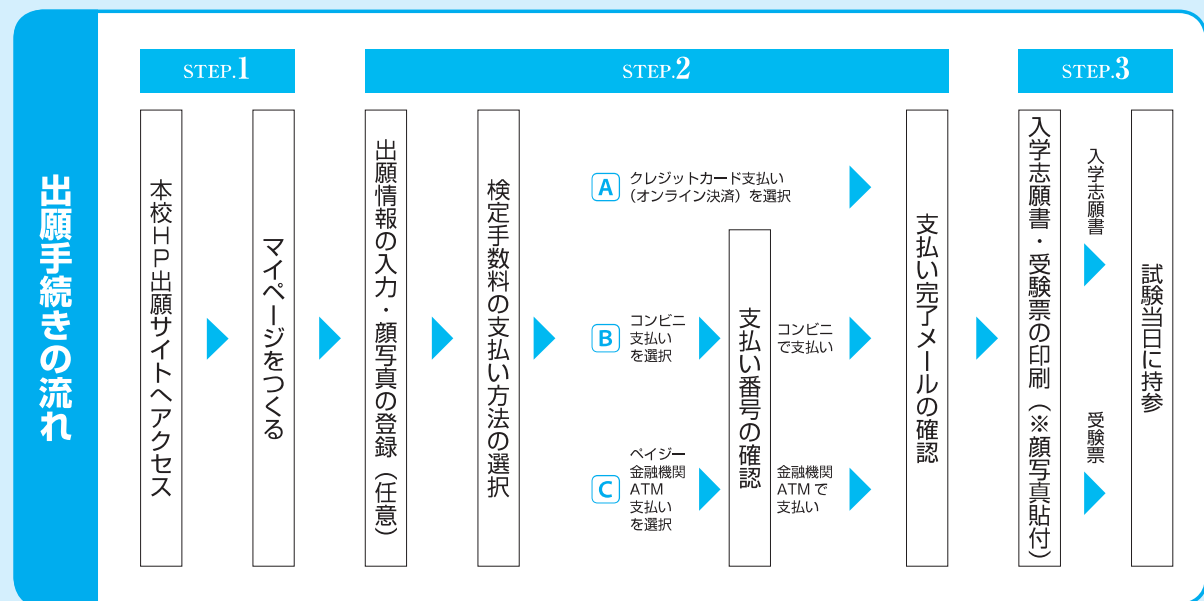 出願手続きの流れ
STEP.1
本校HP出願サイトへアクセス
マイページをつくる
STEP.2
出願情報の入力・顔写真の登録（任意）
検定手数料の支払い方法の選択
A
クレジットカード支払い
（オンライン決済）を選択
B
コンビニ
支払い
を選択
C
ペイジー
金融機関
ATM
支払い
を選択
支払い番号の確認
コンビニ
で支払い
金融機関
ATMで
支払い
支払い完了メールの確認
STEP.3
入学志願書・受験票の印刷（※顔写真貼付）
入学志願書
受験票
試験当日に持参